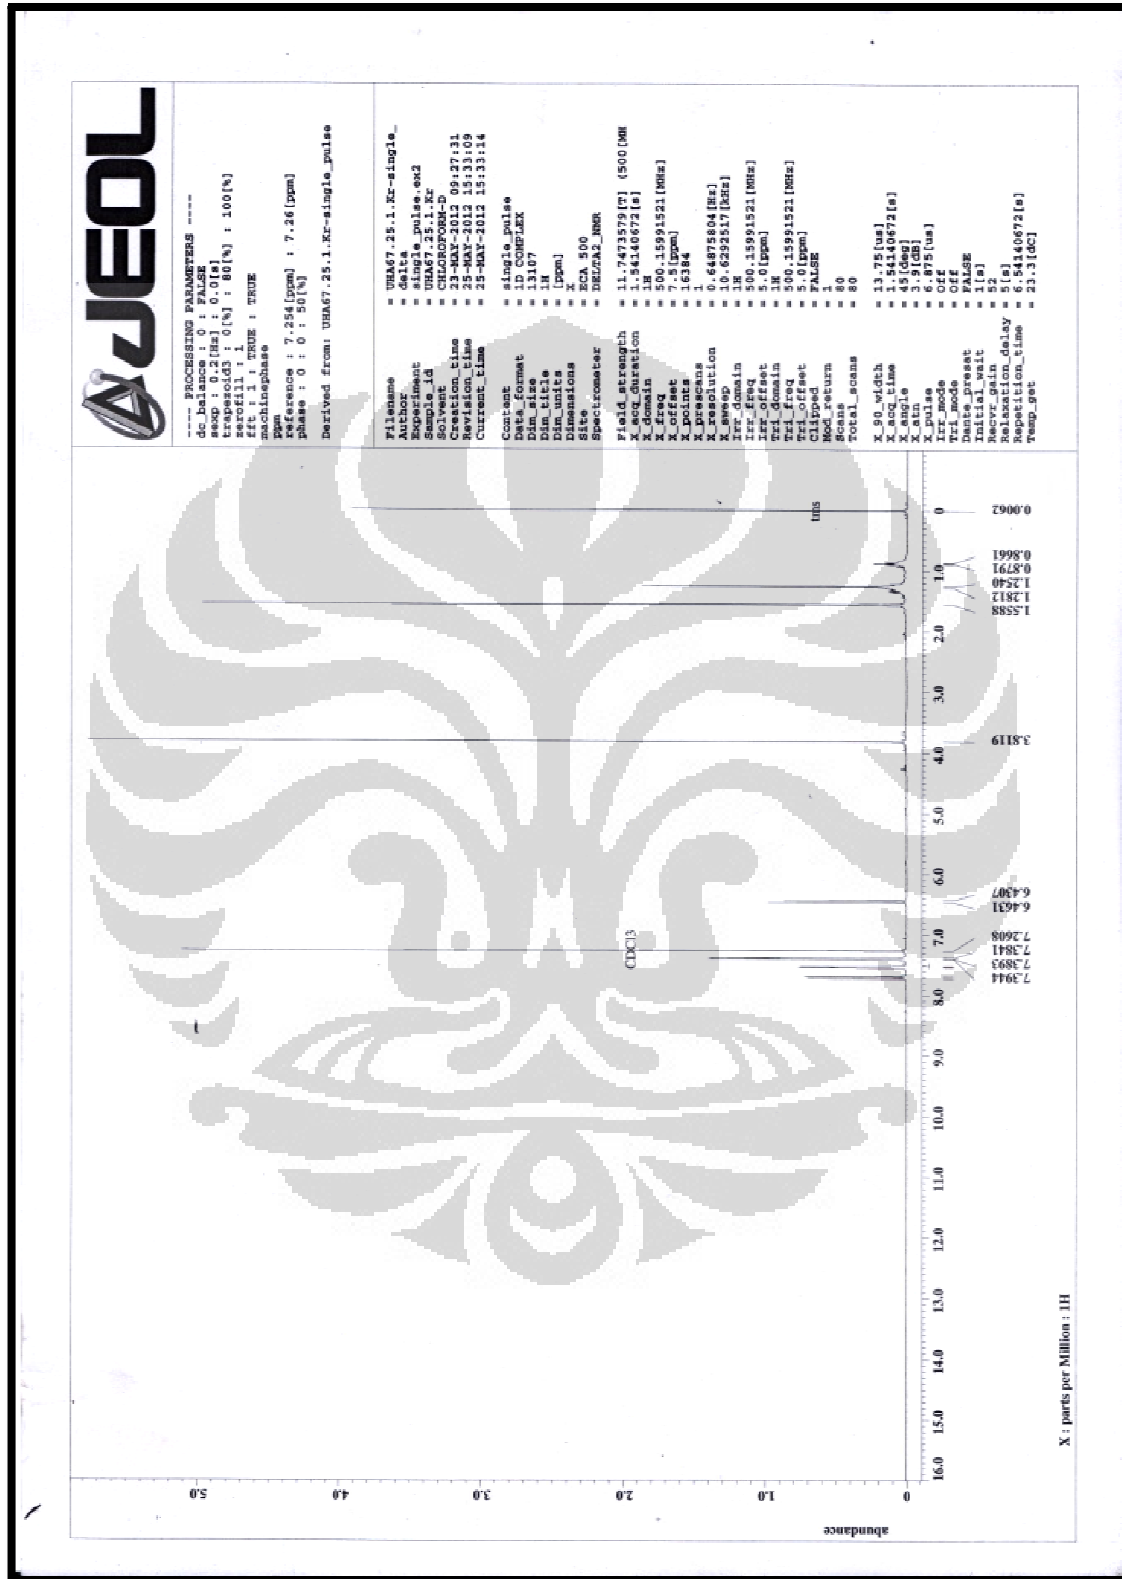 JEOL
---- PROCESSING PARAMETERS ----
dc_balance : 0 : FALSE
sexp : 0.2[Hz] : 0.0[s]
trapezoid3 : 0[%] : 80[%] : 100[%]
zerofill : 1
fft : 1 : TRUE : TRUE
machinephase
ppm
reference : 7.254[ppm] : 7.26[ppm]
phase : 0 : 0 : 50[%]
Derived from: UHA67.25.1.Kr-single_pulse
Filename = UHA67.25.1.Kr-single_
Author = delta
Experiment = single_pulse.ex2
Sample_id = UHA67.25.1.Kr
Solvent = CHLOROFORM-D
Creation_time = 23-MAY-2012 09:27:31
Revision_time = 25-MAY-2012 15:33:09
Current_time = 25-MAY-2012 15:33:14
Content = single_pulse
Data_format = 1D COMPLEX
Dim_size = 13107
Dim_title = 1H
Dim_units = [ppm]
Dimensions = X
Site = ECA 500
Spectrometer = DELTA2_NMR
Field_strength = 11.7473579[T] (500[MH
X_acq_duration = 1.54140672[s]
X_domain = 1H
X_freq = 500.15991521[MHz]
X_offset = 7.5[ppm]
X_points = 16384
X_prescans = 1
X_resolution = 0.64875804[Hz]
X_sweep = 10.6292517[kHz]
Irr_domain = 1H
Irr_freq = 500.15991521[MHz]
Irr_offset = 5.0[ppm]
Tri_domain = 1H
Tri_freq = 500.15991521[MHz]
Tri_offset = 5.0[ppm]
Clipped = FALSE
Mod_return = 1
Scans = 80
Total_scans = 80
X_90_width = 13.75[us]
X_acq_time = 1.54140672[s]
X_angle = 45[deg]
X_atn = 3.9[dB]
X_pulse = 6.875[us]
Irr_mode = Off
Tri_mode = Off
Dante_presat = FALSE
Initial_wait = 1[s]
Recvr_gain = 52
Relaxation_delay = 5[s]
Repetition_time = 6.54140672[s]
Temp_get = 23.3[dC]
abundance
5.0
4.0
3.0
2.0
1.0
0
CDCl3
tms
16.0 15.0 14.0 13.0 12.0 11.0 10.0 9.0 8.0 7.0 6.0 5.0 4.0 3.0 2.0 1.0 0
7.3944 7.3893 7.3841 7.2608 6.4631 6.4307 3.8119 1.5588 1.2812 1.2540 0.8791 0.8661 0.0062
X : parts per Million : 1H